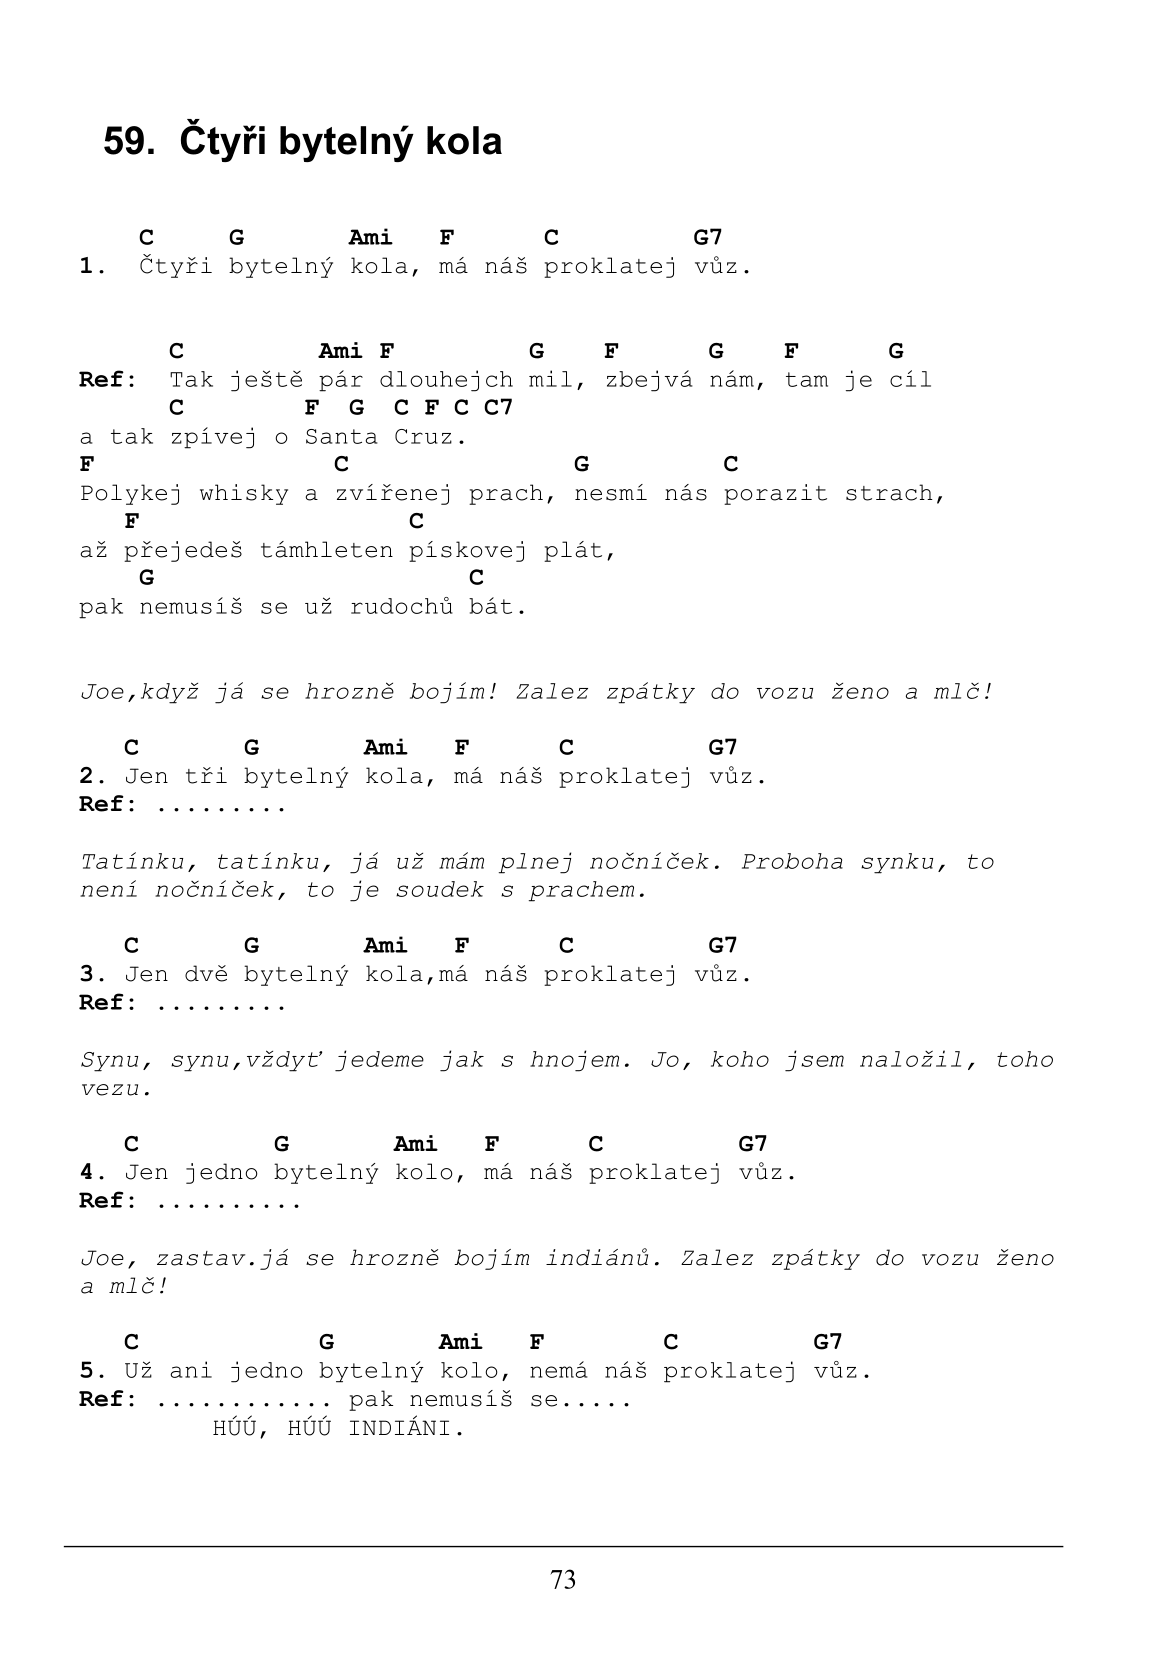 59. Čtyři bytelný kola
C G Ami F C G7
1. Čtyři bytelný kola, má náš proklatej vůz.
C Ami F G F G F G
Ref: Tak ještě pár dlouhejch mil, zbejvá nám, tam je cíl
C F G C F C C7
a tak zpívej o Santa Cruz.
F C G C
Polykej whisky a zvířenej prach, nesmí nás porazit strach,
F C
až přejedeš támhleten pískovej plát,
G C
pak nemusíš se už rudochů bát.
Joe,když já se hrozně bojím! Zalez zpátky do vozu ženo a mlč!
C G Ami F C G7
2. Jen tři bytelný kola, má náš proklatej vůz.
Ref: .........
Tatínku, tatínku, já už mám plnej nočníček. Proboha synku, to
není nočníček, to je soudek s prachem.
C G Ami F C G7
3. Jen dvě bytelný kola,má náš proklatej vůz.
Ref: .........
Synu, synu,vždyť jedeme jak s hnojem. Jo, koho jsem naložil, toho
vezu.
C G Ami F C G7
4. Jen jedno bytelný kolo, má náš proklatej vůz.
Ref: ..........
Joe, zastav.já se hrozně bojím indiánů. Zalez zpátky do vozu ženo
a mlč!
C G Ami F C G7
5. Už ani jedno bytelný kolo, nemá náš proklatej vůz.
Ref: ............ pak nemusíš se.....
HÚÚ, HÚÚ INDIÁNI.
73